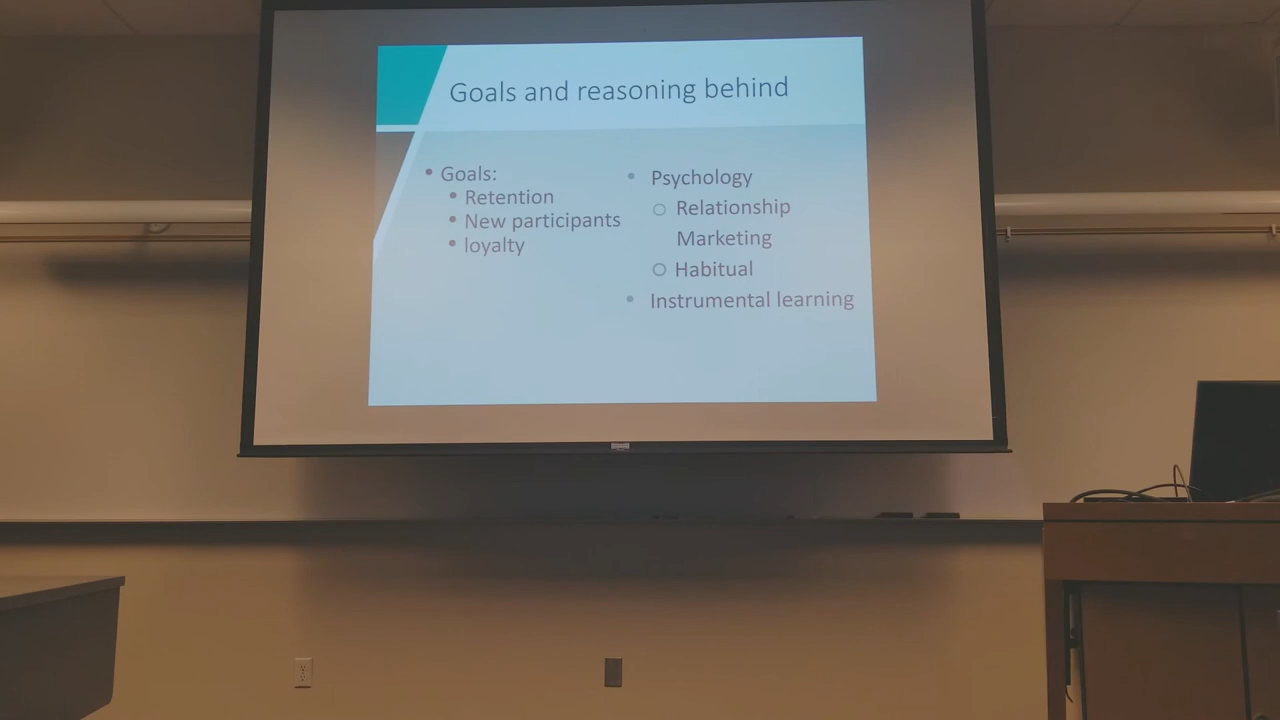 Goals and reasoning behind
• Goals:
• Retention
• New participants
• loyalty
• Psychology
○ Relationship
Marketing
○ Habitual
• Instrumental learning